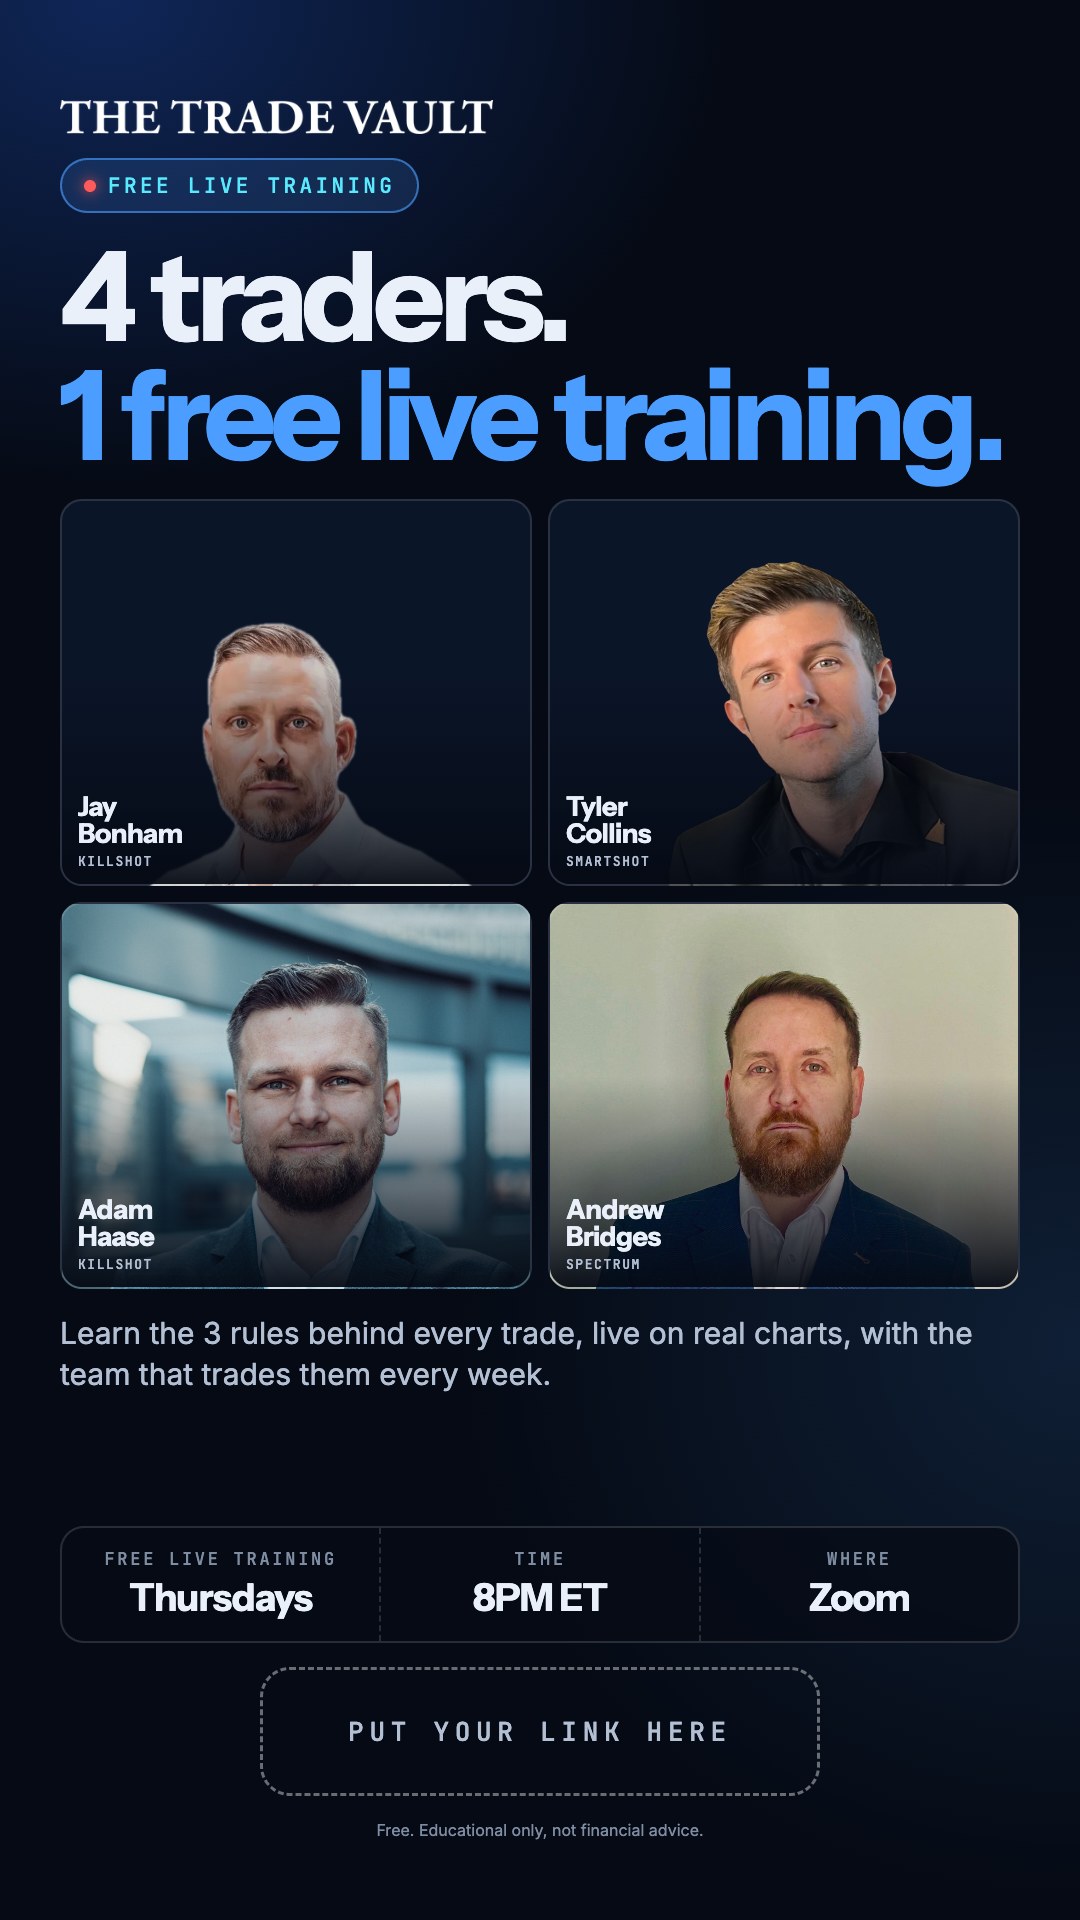 THE TRADE VAULT
FREE LIVE TRAINING
4 traders.
1 free live training.
Jay
Bonham
KILLSHOT
Tyler
Collins
SMARTSHOT
Adam
Haase
KILLSHOT
Andrew
Bridges
SPECTRUM
Learn the 3 rules behind every trade, live on real charts, with the
team that trades them every week.
FREE LIVE TRAINING
Thursdays
TIME
8PM ET
WHERE
Zoom
PUT YOUR LINK HERE
Free. Educational only, not financial advice.